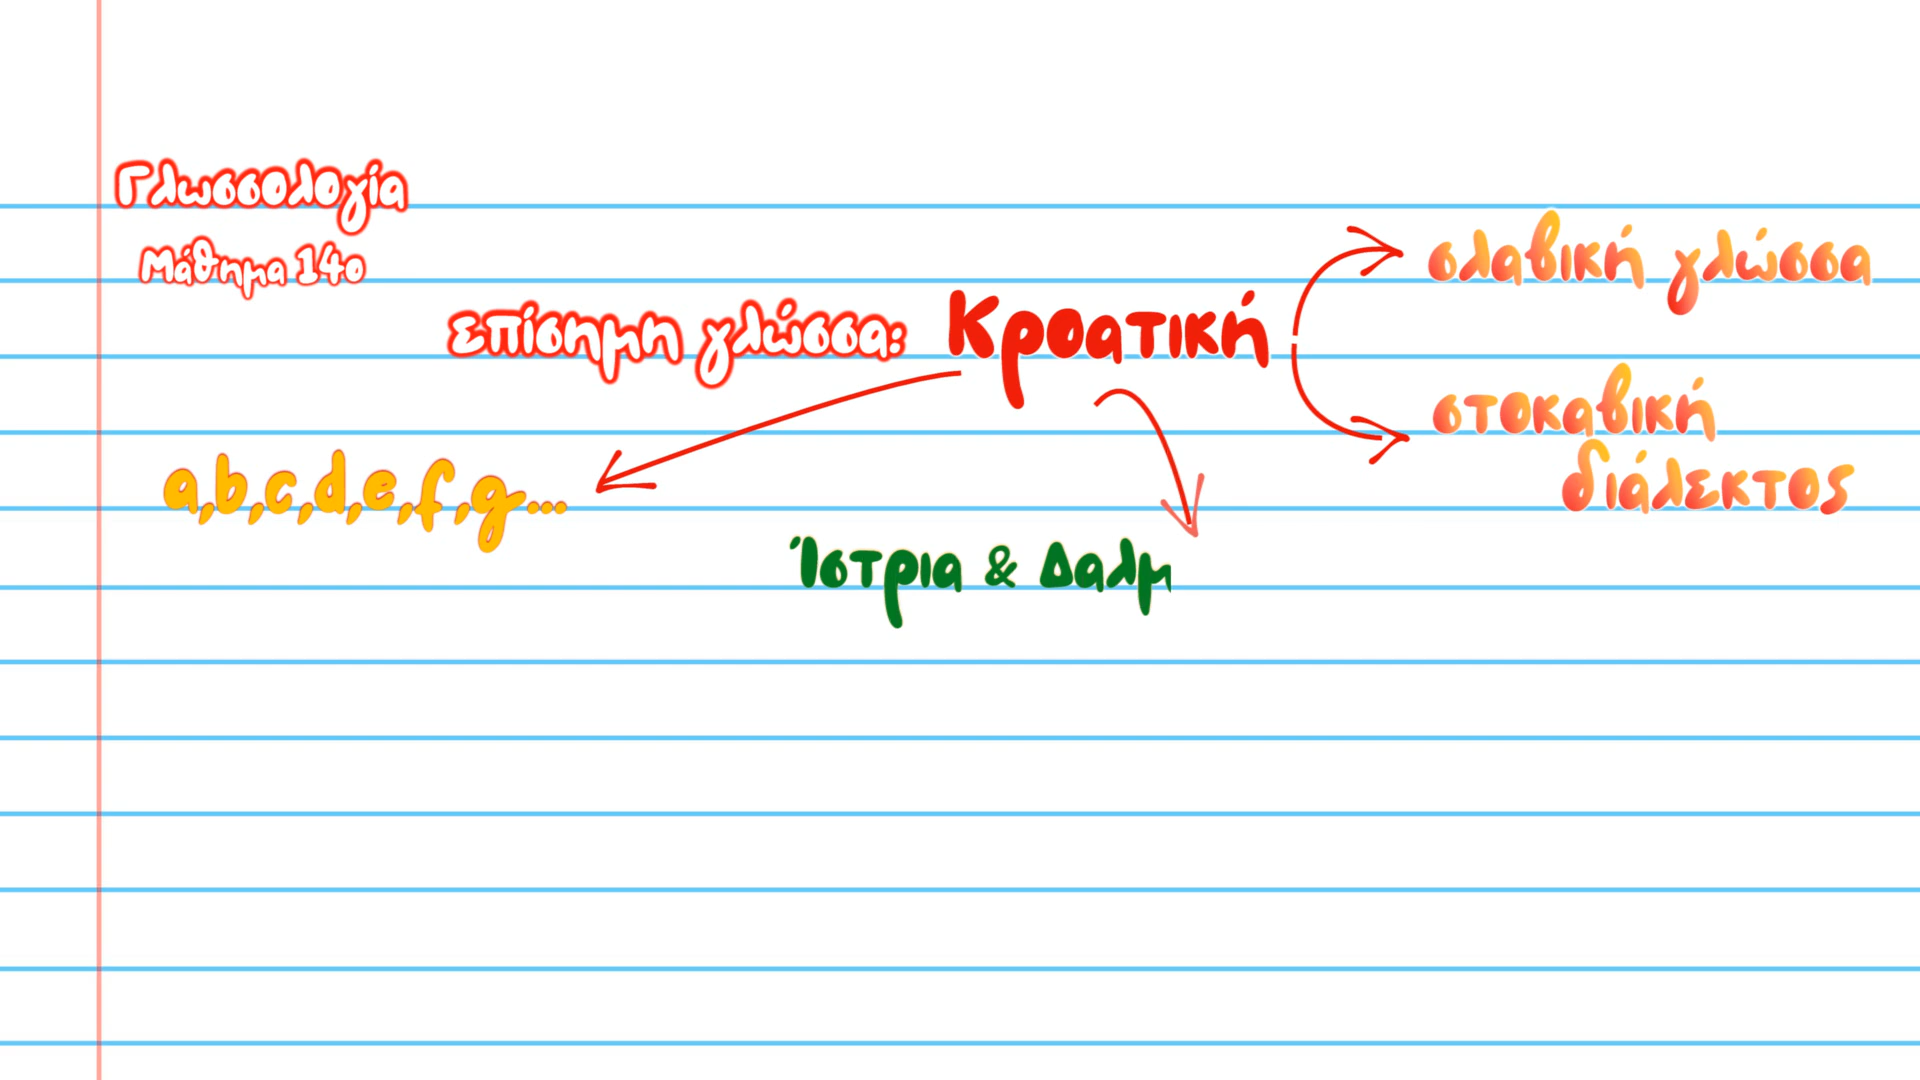 Γλωσσολογία
Μάθημα 14ο
επίσημη γλώσσα: Κροατική
σλαβική γλώσσα
στοκαβική
διάλεκτος
a,b,c,d,e,f,g...
Ίστρια & Δαλμ